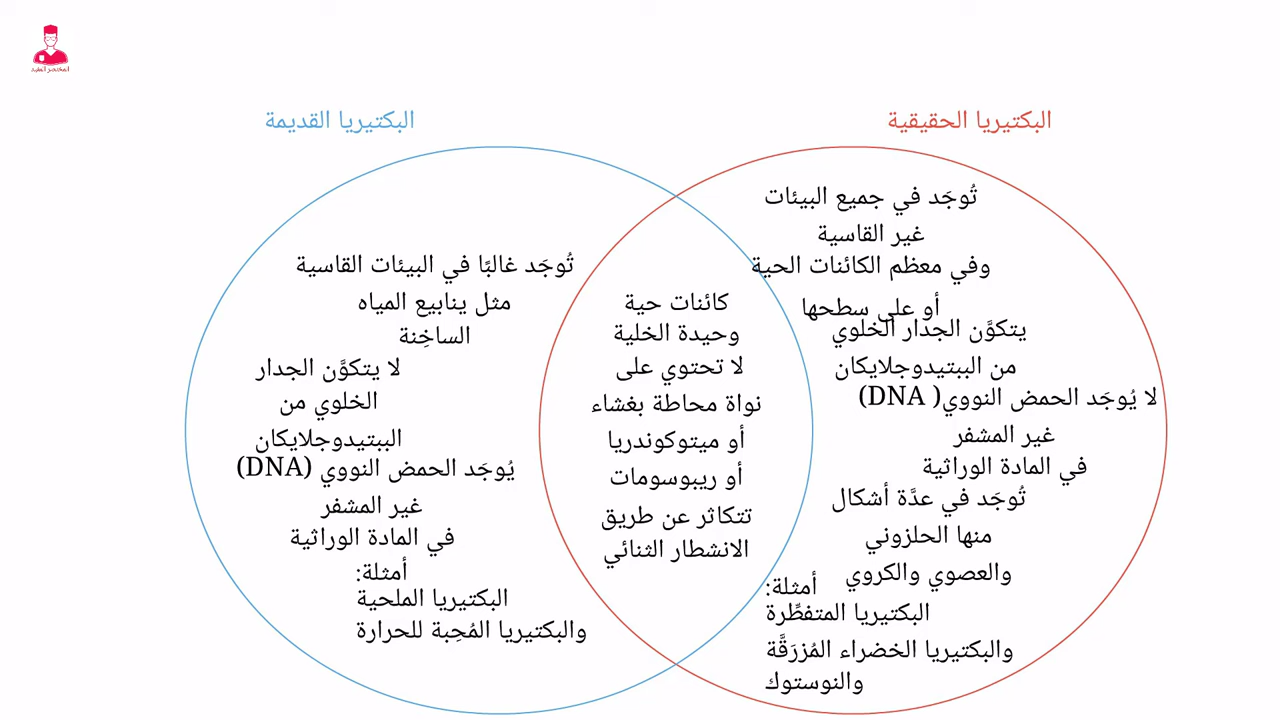 المختصر المفيد
البكتيريا الحقيقية
البكتيريا القديمة
تُوجَد في جميع البيئات
غير القاسية
وفي معظم الكائنات الحية
أو على سطحها
يتكوَّن الجدار الخلوي
من الببتيدوجلايكان
لا يُوجَد الحمض النووي( DNA)
غير المشفر
في المادة الوراثية
تُوجَد في عدَّة أشكال
منها الحلزوني
والعصوي والكروي
أمثلة:
البكتيريا المتفطِّرة
والبكتيريا الخضراء المُزرَقَّة
والنوستوك
كائنات حية
وحيدة الخلية
لا تحتوي على
نواة محاطة بغشاء
أو ميتوكوندريا
أو ريبوسومات
تتكاثر عن طريق
الانشطار الثنائي
تُوجَد غالبًا في البيئات القاسية
مثل ينابيع المياه
الساخِنة
لا يتكوَّن الجدار
الخلوي من
الببتيدوجلايكان
يُوجَد الحمض النووي (DNA)
غير المشفر
في المادة الوراثية
أمثلة:
البكتيريا الملحية
والبكتيريا المُحِبة للحرارة